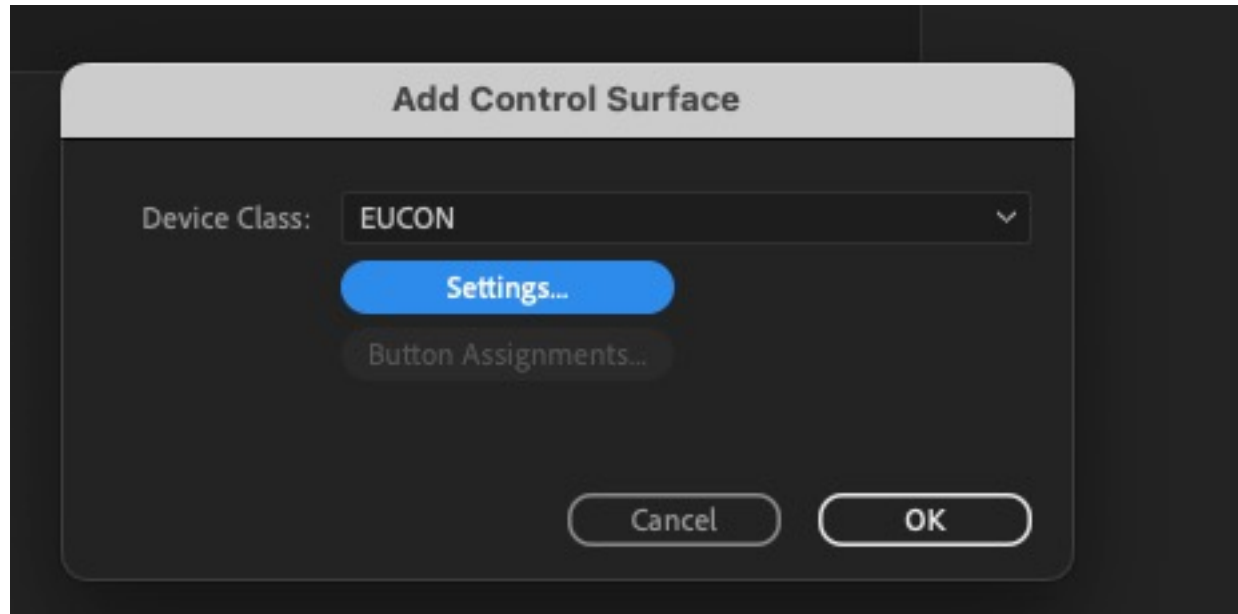 Add Control Surface
Device Class: EUCON
Settings...
Button Assignments...
Cancel OK